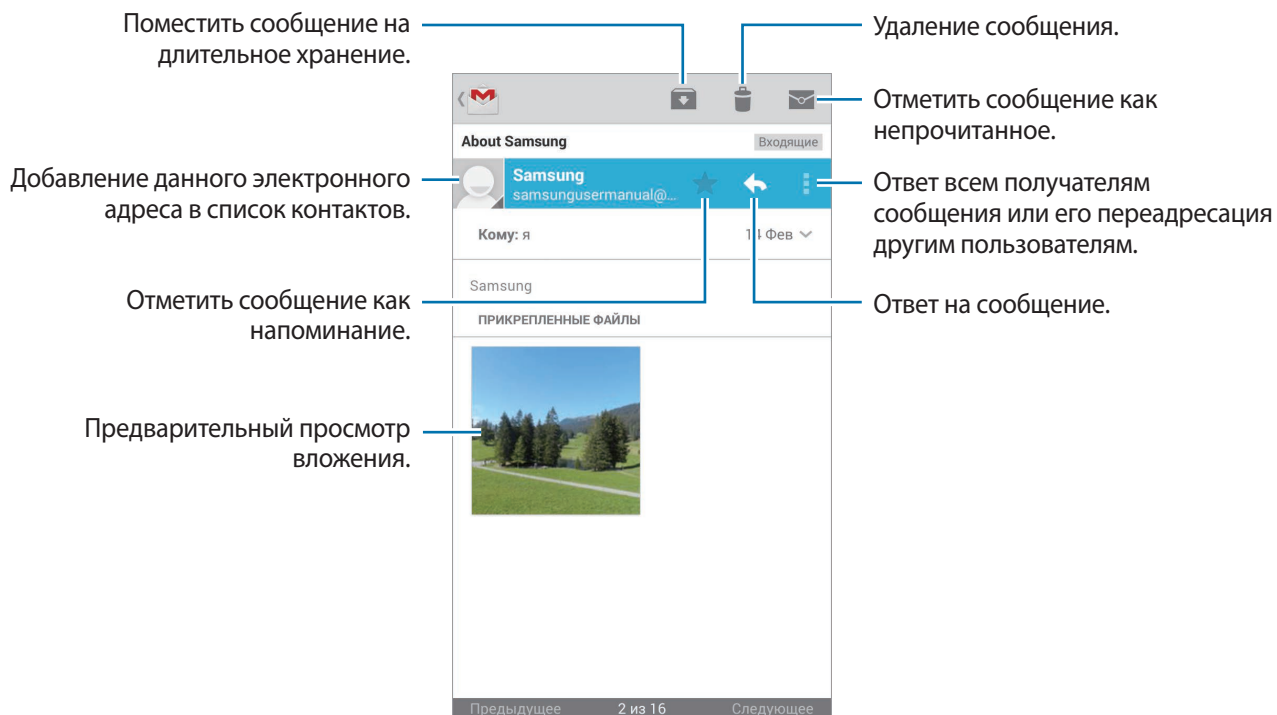 Поместить сообщение на
длительное хранение.
Удаление сообщения.
Отметить сообщение как
непрочитанное.
About Samsung
Входящие
Добавление данного электронного
адреса в список контактов.
Samsung
samsungusermanual@...
Ответ всем получателям
сообщения или его переадресация
другим пользователям.
Кому: я
14 Фев
Samsung
Отметить сообщение как
напоминание.
Ответ на сообщение.
ПРИКРЕПЛЕННЫЕ ФАЙЛЫ
Предварительный просмотр
вложения.
Предыдущее 2 из 16 Следующее